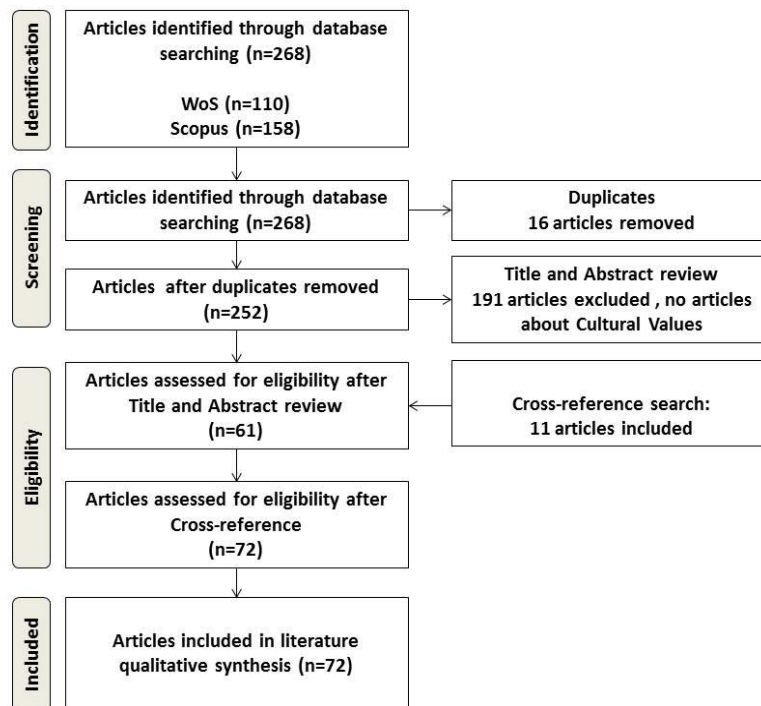 Identification
Articles identified through database
searching (n=268)
WoS (n=110)
Scopus (n=158)
Screening
Articles identified through database
searching (n=268)
Duplicates
16 articles removed
Articles after duplicates removed
(n=252)
Title and Abstract review
191 articles excluded , no articles
about Cultural Values
Eligibility
Articles assessed for eligibility after
Title and Abstract review
(n=61)
Cross-reference search:
11 articles included
Articles assessed for eligibility after
Cross-reference
(n=72)
Included
Articles included in literature
qualitative synthesis (n=72)